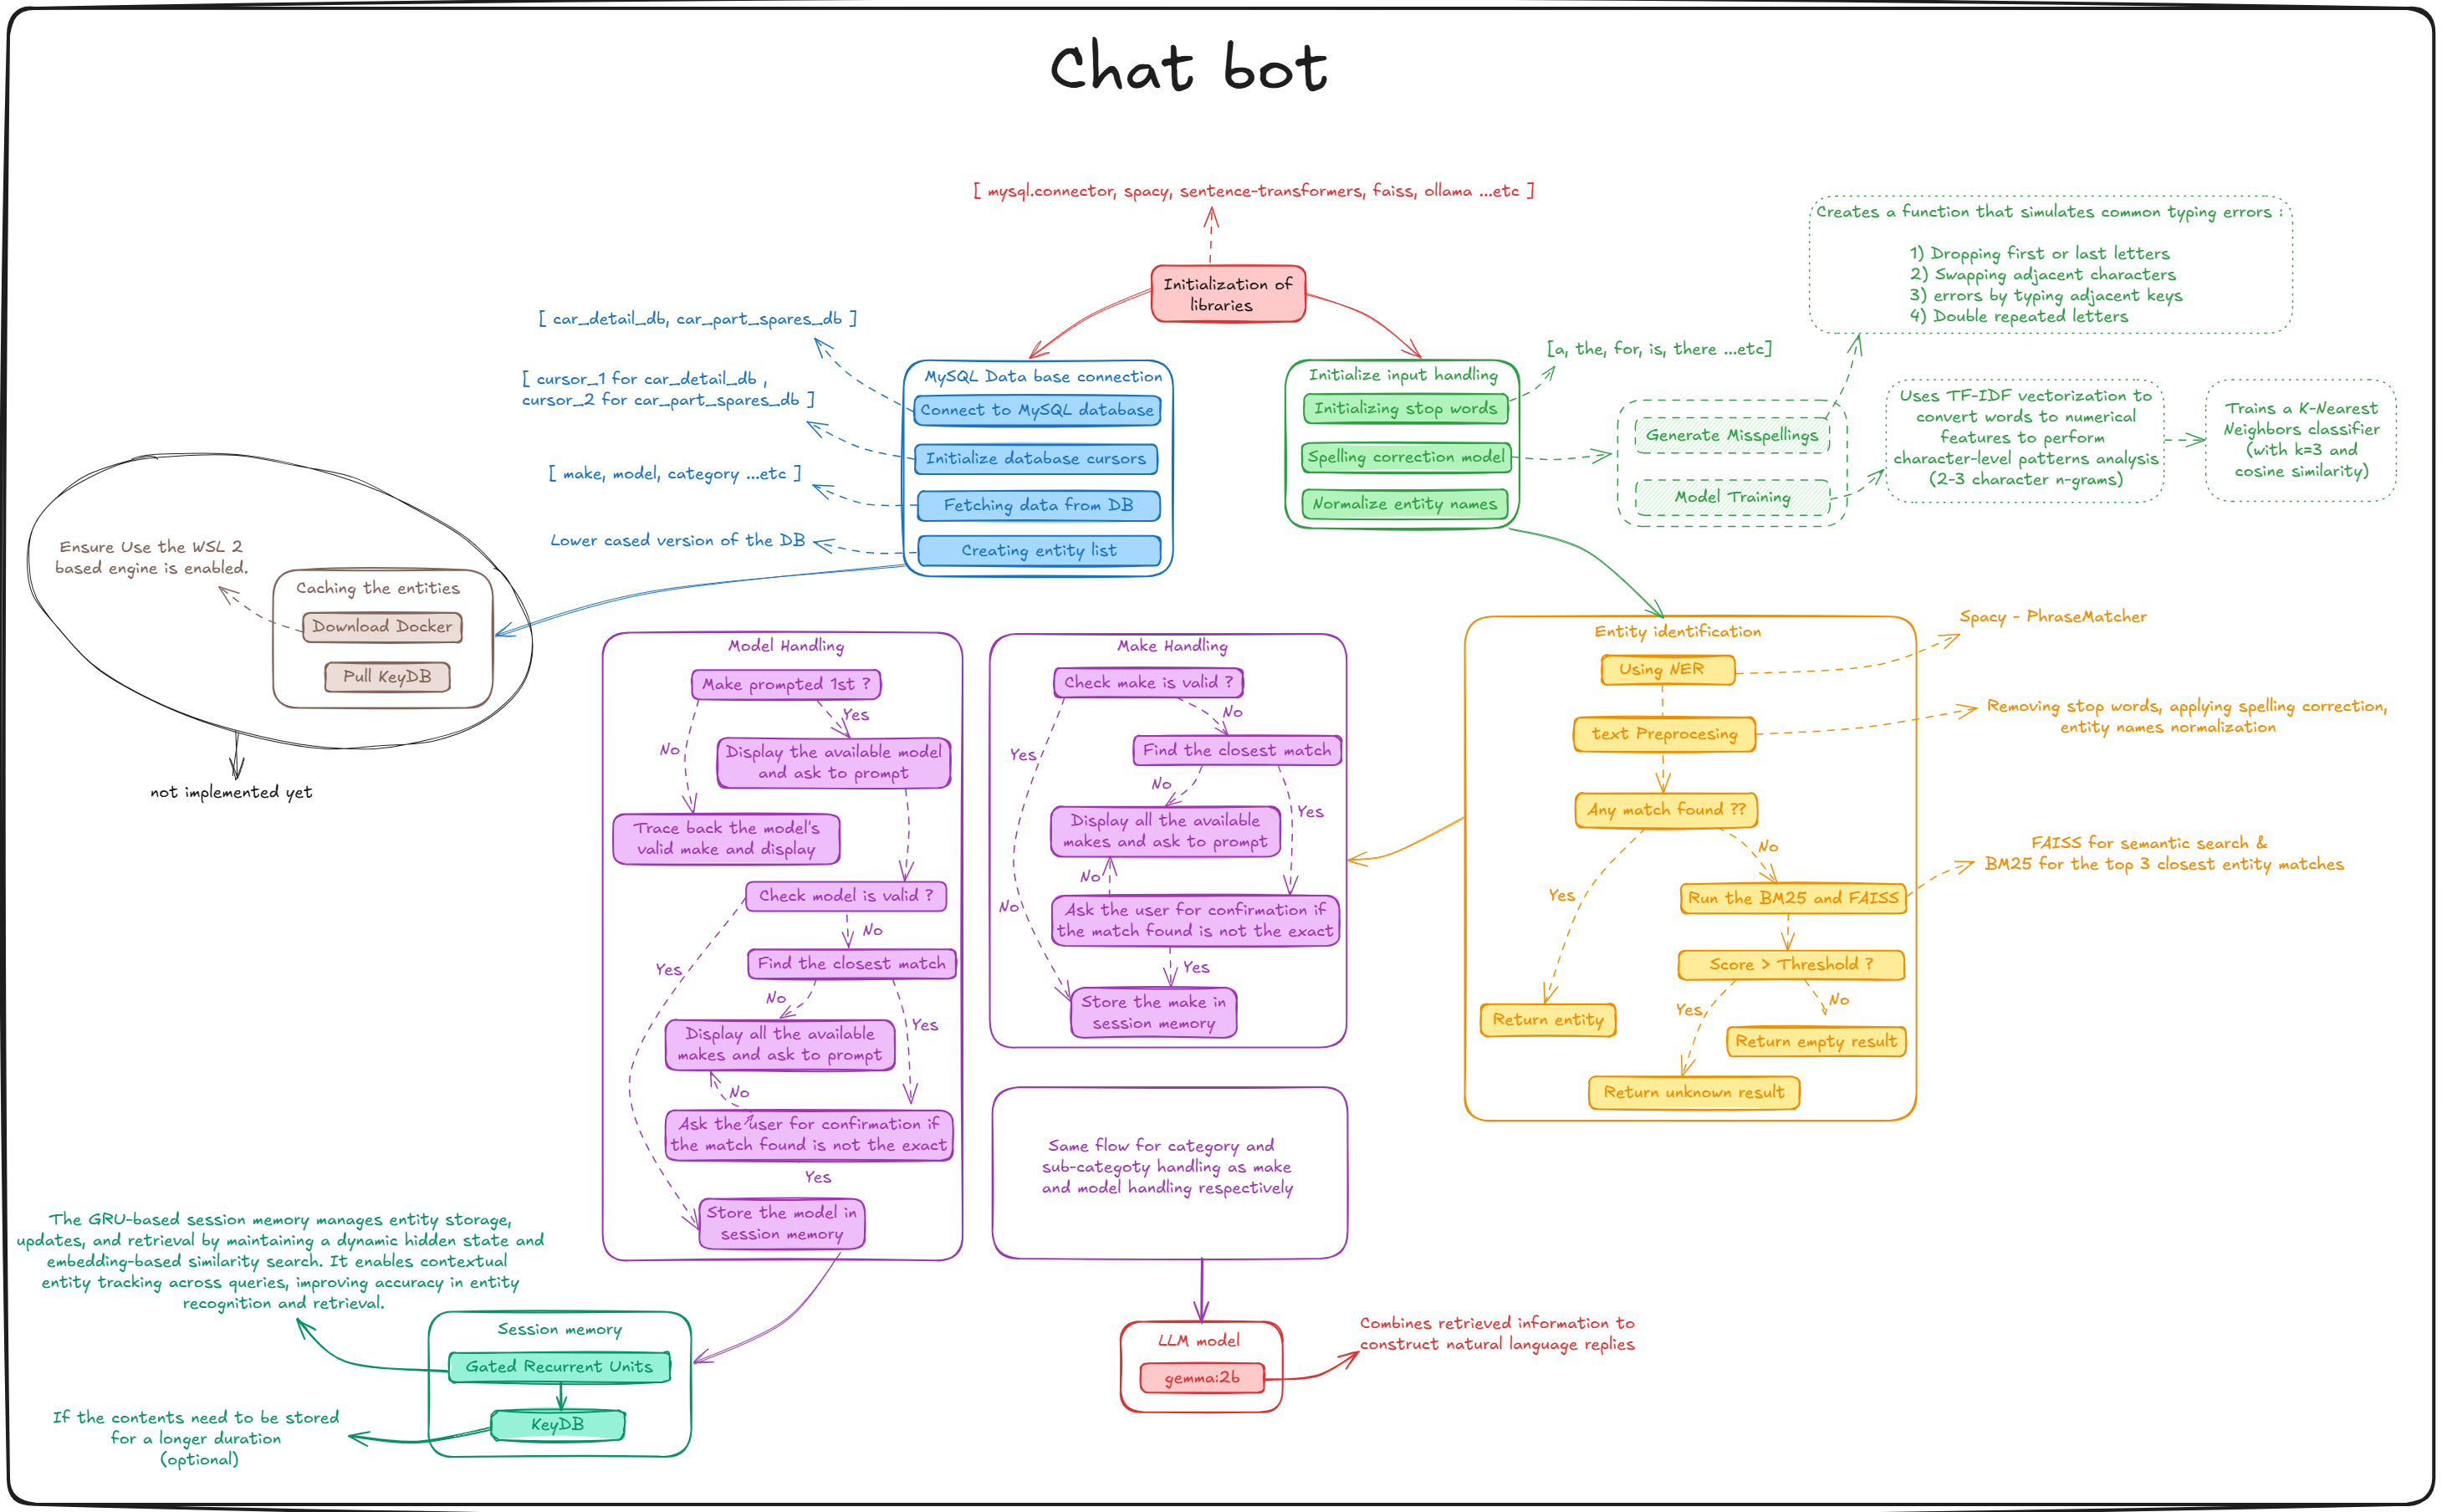 Chat bot
[ mysql.connector, spacy, sentence-transformers, faiss, ollama ...etc ]
Initialization of
libraries
[ car_detail_db, car_part_spares_db ]
[ cursor_1 for car_detail_db ,
cursor_2 for car_part_spares_db ]
[ make, model, category ...etc ]
Lower cased version of the DB
MySQL Data base connection
Connect to MySQL database
Initialize database cursors
Fetching data from DB
Creating entity list
Initialize input handling
Initializing stop words
Spelling correction model
Normalize entity names
[a, the, for, is, there ...etc]
Generate Misspellings
Model Training
Creates a function that simulates common typing errors :
1) Dropping first or last letters
2) Swapping adjacent characters
3) errors by typing adjacent keys
4) Double repeated letters
Uses TF-IDF vectorization to
convert words to numerical
features to perform
character-level patterns analysis
(2-3 character n-grams)
Trains a K-Nearest
Neighbors classifier
(with k=3 and
cosine similarity)
Ensure Use the WSL 2
based engine is enabled.
Caching the entities
Download Docker
Pull KeyDB
not implemented yet
Model Handling
Make prompted 1st ?
Yes
No
Display the available model
and ask to prompt
Trace back the model's
valid make and display
Check model is valid ?
No
Yes
Find the closest match
No
Yes
Display all the available
makes and ask to prompt
No
Ask the user for confirmation if
the match found is not the exact
Yes
Store the model in
session memory
Make Handling
Check make is valid ?
No
Yes
Find the closest match
No
Yes
Display all the available
makes and ask to prompt
No
No
Ask the user for confirmation if
the match found is not the exact
Yes
Store the make in
session memory
Same flow for category and
sub-categoty handling as make
and model handling respectively
Entity identification
Using NER
Spacy - PhraseMatcher
text Preprocesing
Removing stop words, applying spelling correction,
entity names normalization
Any match found ??
No
Yes
FAISS for semantic search &
BM25 for the top 3 closest entity matches
Run the BM25 and FAISS
Score > Threshold ?
Yes
No
Return entity
Return empty result
Return unknown result
The GRU-based session memory manages entity storage,
updates, and retrieval by maintaining a dynamic hidden state and
embedding-based similarity search. It enables contextual
entity tracking across queries, improving accuracy in entity
recognition and retrieval.
Session memory
Gated Recurrent Units
KeyDB
If the contents need to be stored
for a longer duration
(optional)
LLM model
gemma:2b
Combines retrieved information to
construct natural language replies